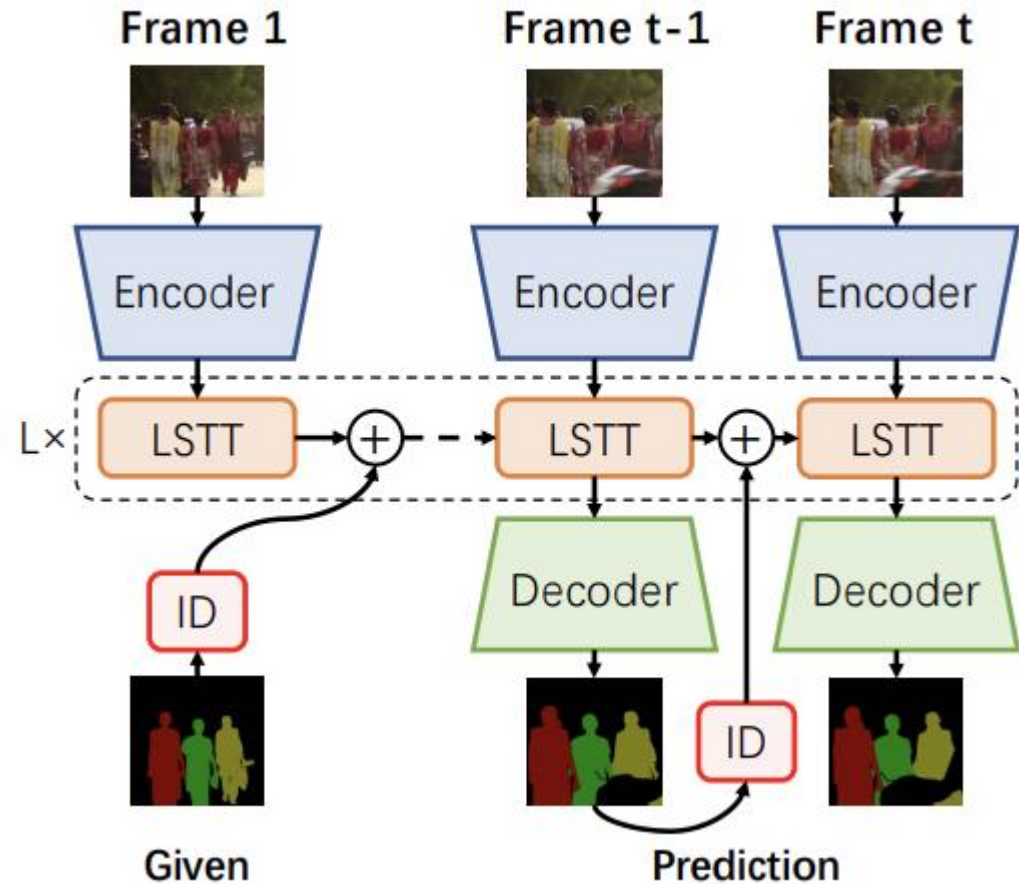 Frame 1 Frame t-1 Frame t
Encoder Encoder Encoder
L× LSTT + LSTT + LSTT
Decoder Decoder
ID
ID
Given Prediction